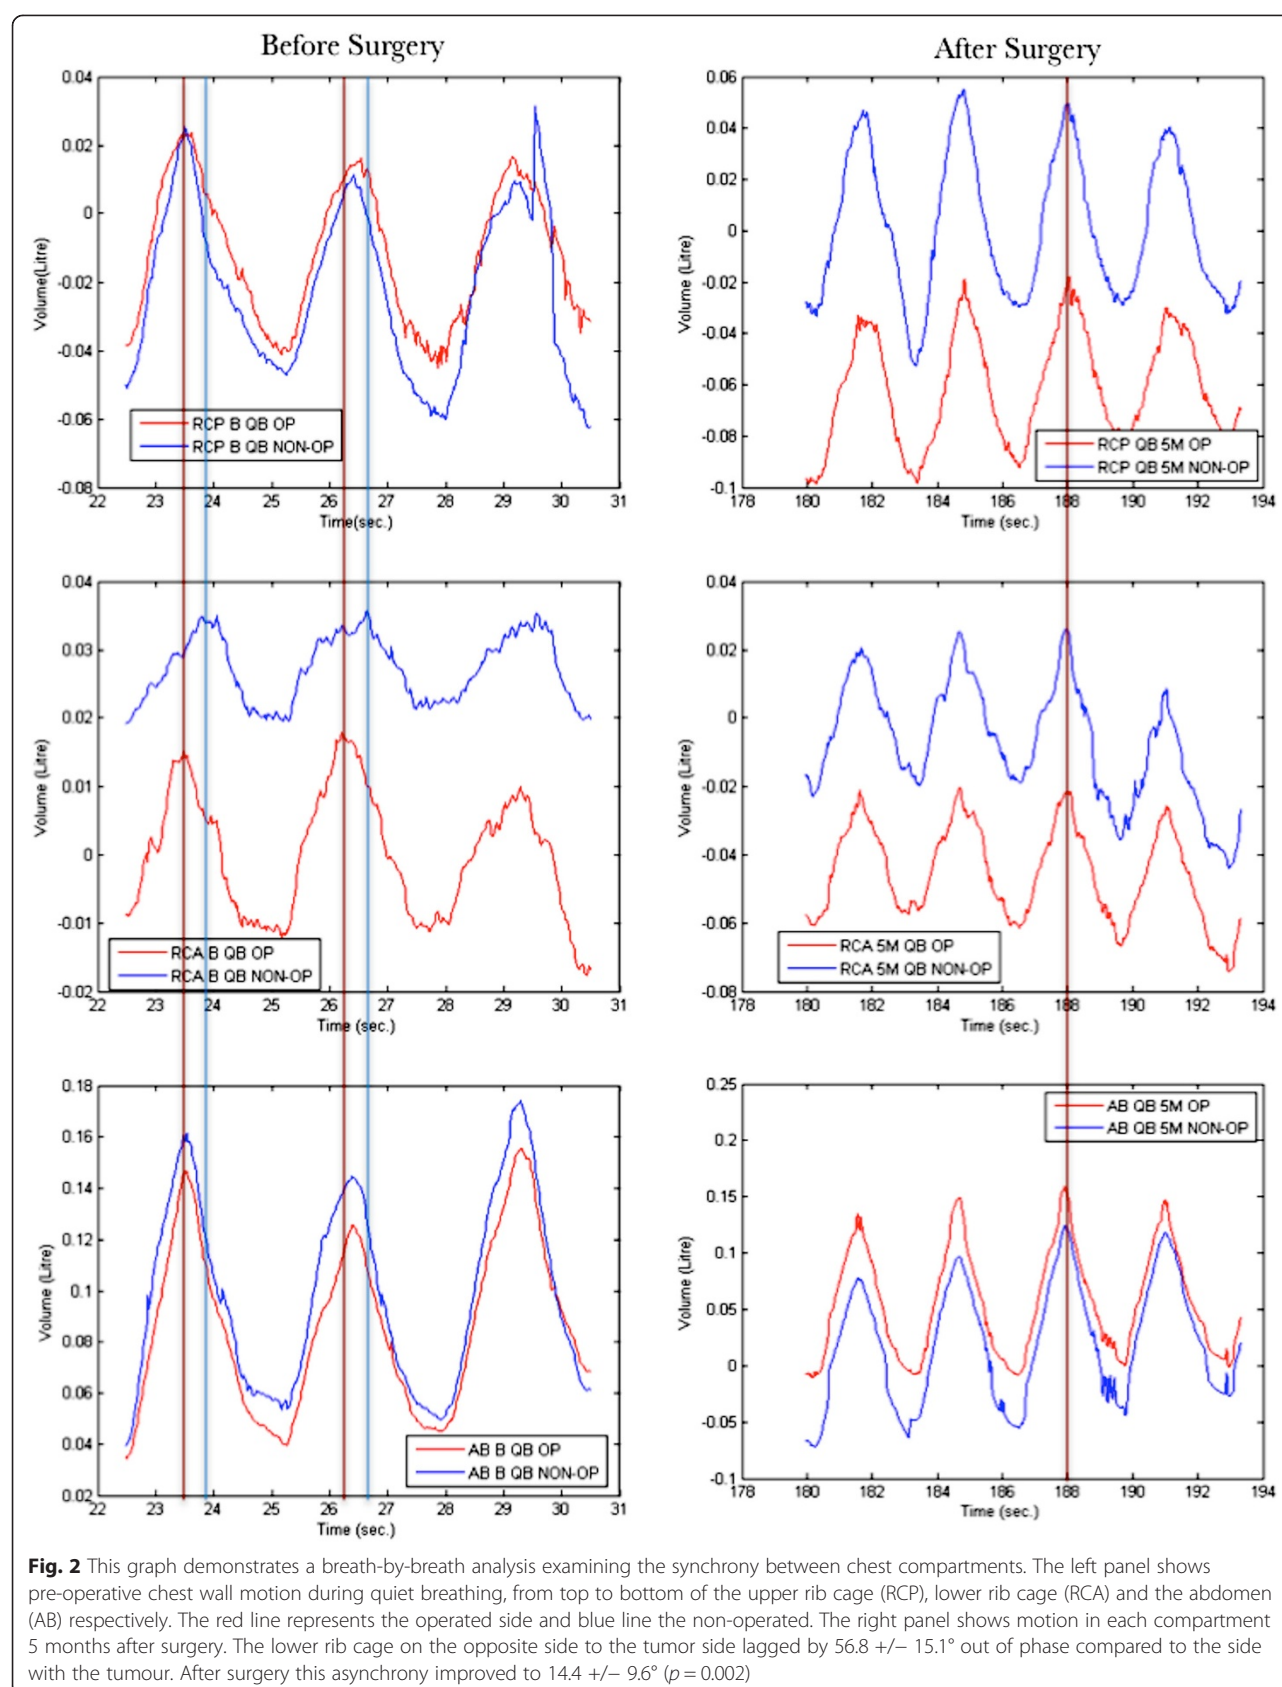 Before Surgery
After Surgery
0.04
0.02
0
-0.02
-0.04
-0.06
-0.08
Volume(Litre)
RCP B QB OP
RCP B QB NON-OP
22 23 24 25 26 27 28 29 30 31
Time(sec.)
0.06
0.04
0.02
0
-0.02
-0.04
-0.06
-0.08
-0.1
Volume (Litre)
RCP QB 5M OP
RCP QB 5M NON-OP
178 180 182 184 186 188 190 192 194
Time (sec.)
0.04
0.03
0.02
0.01
0
-0.01
-0.02
Volume (Litre)
RCA B QB OP
RCA B QB NON-OP
22 23 24 25 26 27 28 29 30 31
Time (sec.)
0.04
0.02
0
-0.02
-0.04
-0.06
-0.08
Volume (Litre)
RCA 5M QB OP
RCA 5M QB NON-OP
178 180 182 184 186 188 190 192 194
Time (sec.)
0.18
0.16
0.14
0.12
0.1
0.08
0.06
0.04
0.02
Volume (Litre)
AB B QB OP
AB B QB NON-OP
22 23 24 25 26 27 28 29 30 31
Time (sec.)
0.25
0.2
0.15
0.1
0.05
0
-0.05
-0.1
Volume (Litre)
AB QB 5M OP
AB QB 5M NON-OP
178 180 182 184 186 188 190 192 194
Time (sec.)
Fig. 2 This graph demonstrates a breath-by-breath analysis examining the synchrony between chest compartments. The left panel shows
pre-operative chest wall motion during quiet breathing, from top to bottom of the upper rib cage (RCP), lower rib cage (RCA) and the abdomen
(AB) respectively. The red line represents the operated side and blue line the non-operated. The right panel shows motion in each compartment
5 months after surgery. The lower rib cage on the opposite side to the tumor side lagged by 56.8 +/− 15.1° out of phase compared to the side
with the tumour. After surgery this asynchrony improved to 14.4 +/− 9.6° (p = 0.002)